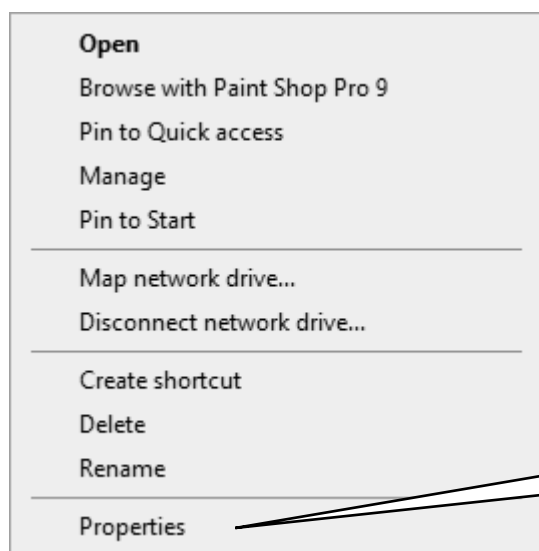 Open
Browse with Paint Shop Pro 9
Pin to Quick access
Manage
Pin to Start
Map network drive...
Disconnect network drive...
Create shortcut
Delete
Rename
Properties